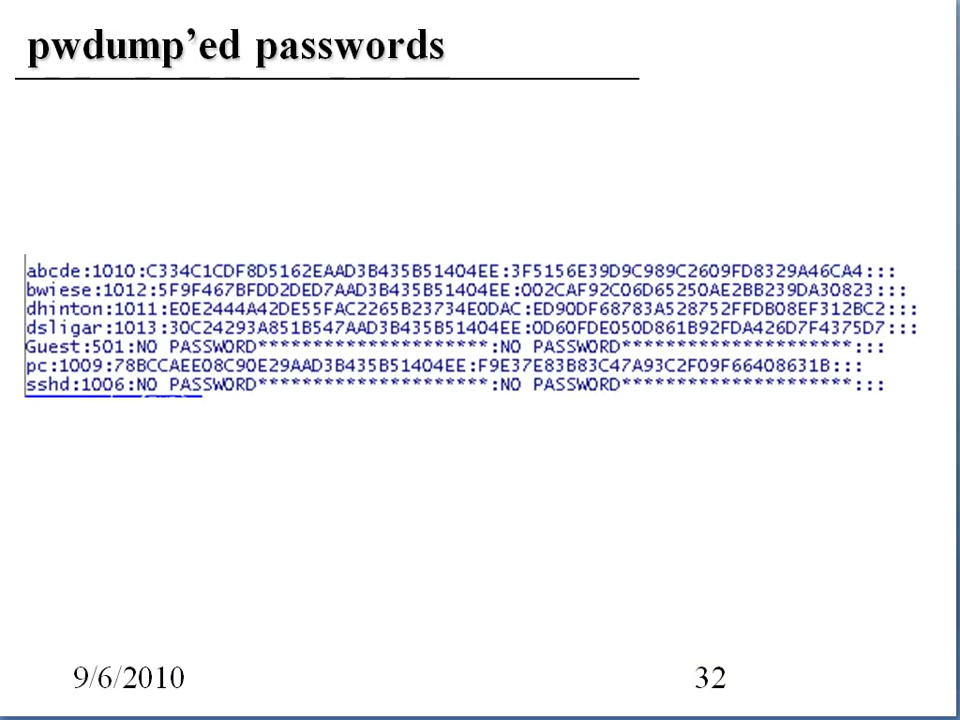 pwdump’ed passwords
abcde:1010:C334C1CDF8D5162EAAD3B435B51404EE:3F5156E39D9C989C2609FD8329A46CA4:::
bwiese:1012:5F9F467BFDD2DED7AAD3B435B51404EE:002CAF92C06D65250AE2BB239DA30823:::
dhinton:1011:E0E2444A42DE55FAC2265B23734E0DAC:ED90DF68783A528752FFDB08EF312BC2:::
dsligar:1013:30C24293A851B547AAD3B435B51404EE:0D60FDE050D861B92FDA426D7F4375D7:::
Guest:501:NO PASSWORD*********************:NO PASSWORD*********************:::
pc:1009:78BCCAEE08C90E29AAD3B435B51404EE:F9E37E83B83C47A93C2F09F66408631B:::
sshd:1006:NO PASSWORD*********************:NO PASSWORD*********************:::
9/6/2010
32